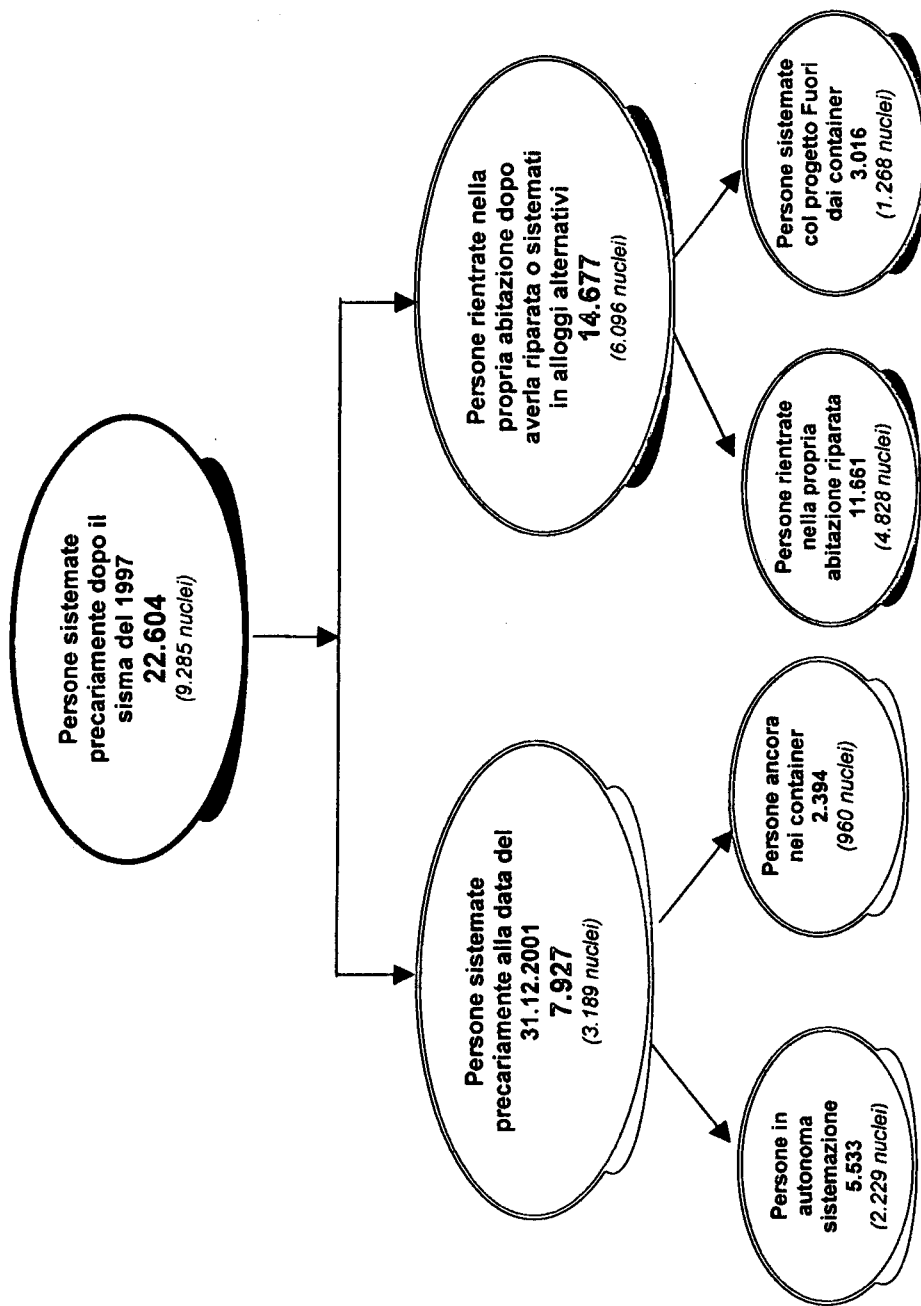 Persone sistemate
precariamente dopo il
sisma del 1997
22.604
(9.285 nuclei)
Persone sistemate
precariamente alla data del
31.12.2001
7.927
(3.189 nuclei)
Persone rientrate nella
propria abitazione dopo
averla riparata o sistemati
in alloggi alternativi
14.677
(6.096 nuclei)
Persone in
autonoma
sistemazione
5.533
(2.229 nuclei)
Persone ancora
nei container
2.394
(960 nuclei)
Persone rientrate
nella propria
abitazione riparata
11.661
(4.828 nuclei)
Persone sistemate
col progetto Fuori
dai container
3.016
(1.268 nuclei)